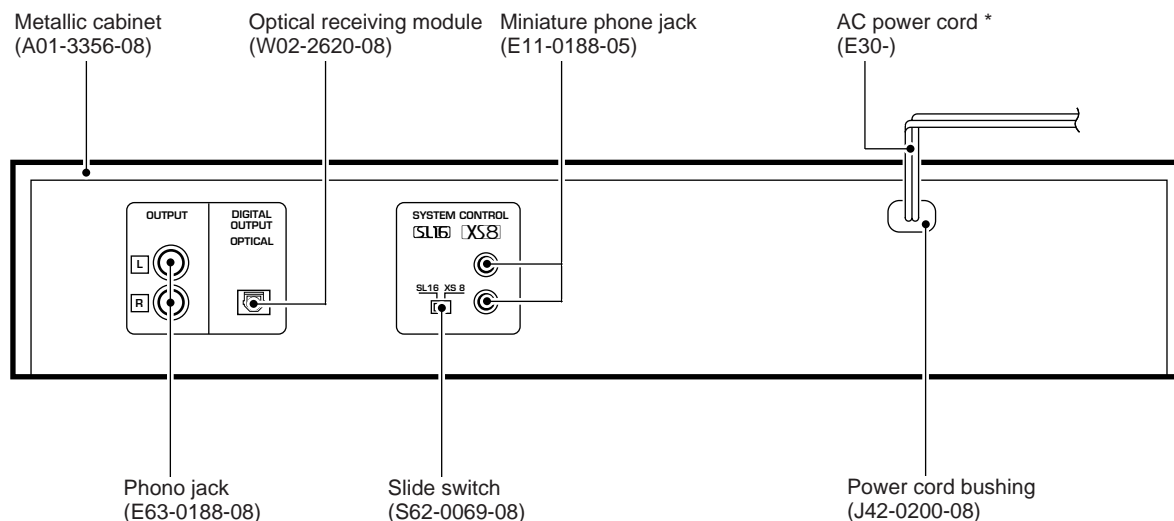 Metallic cabinet
(A01-3356-08)
Optical receiving module
(W02-2620-08)
Miniature phone jack
(E11-0188-05)
AC power cord *
(E30-)
OUTPUT
L
R
DIGITAL
OUTPUT
OPTICAL
SYSTEM CONTROL
SL16 XS8
SL16 XS 8
Phono jack
(E63-0188-08)
Slide switch
(S62-0069-08)
Power cord bushing
(J42-0200-08)